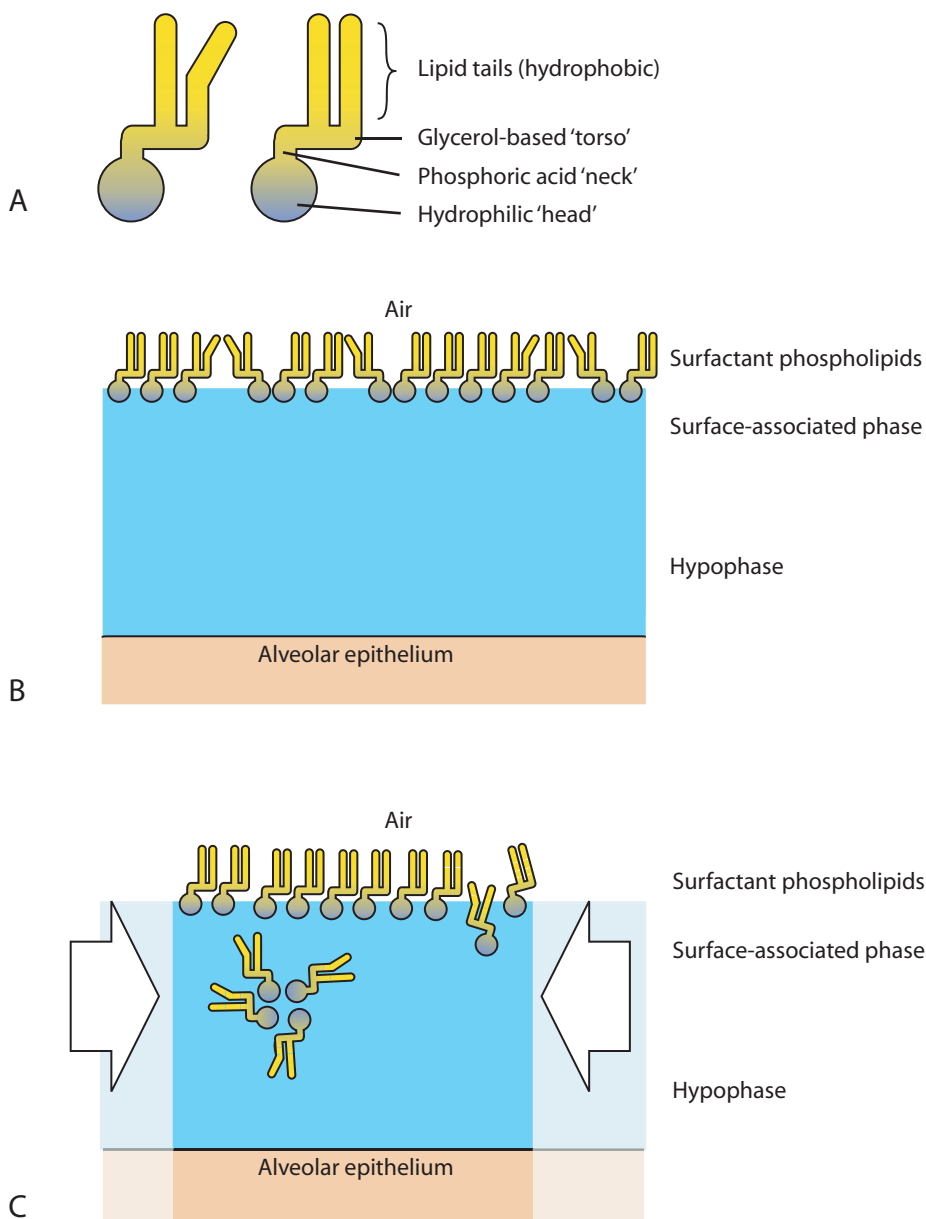 Lipid tails (hydrophobic)
Glycerol-based ‘torso’
Phosphoric acid ‘neck’
Hydrophilic ‘head’
A
Air
Surfactant phospholipids
Surface-associated phase
Hypophase
Alveolar epithelium
B
Air
Surfactant phospholipids
Surface-associated phase
Hypophase
Alveolar epithelium
C